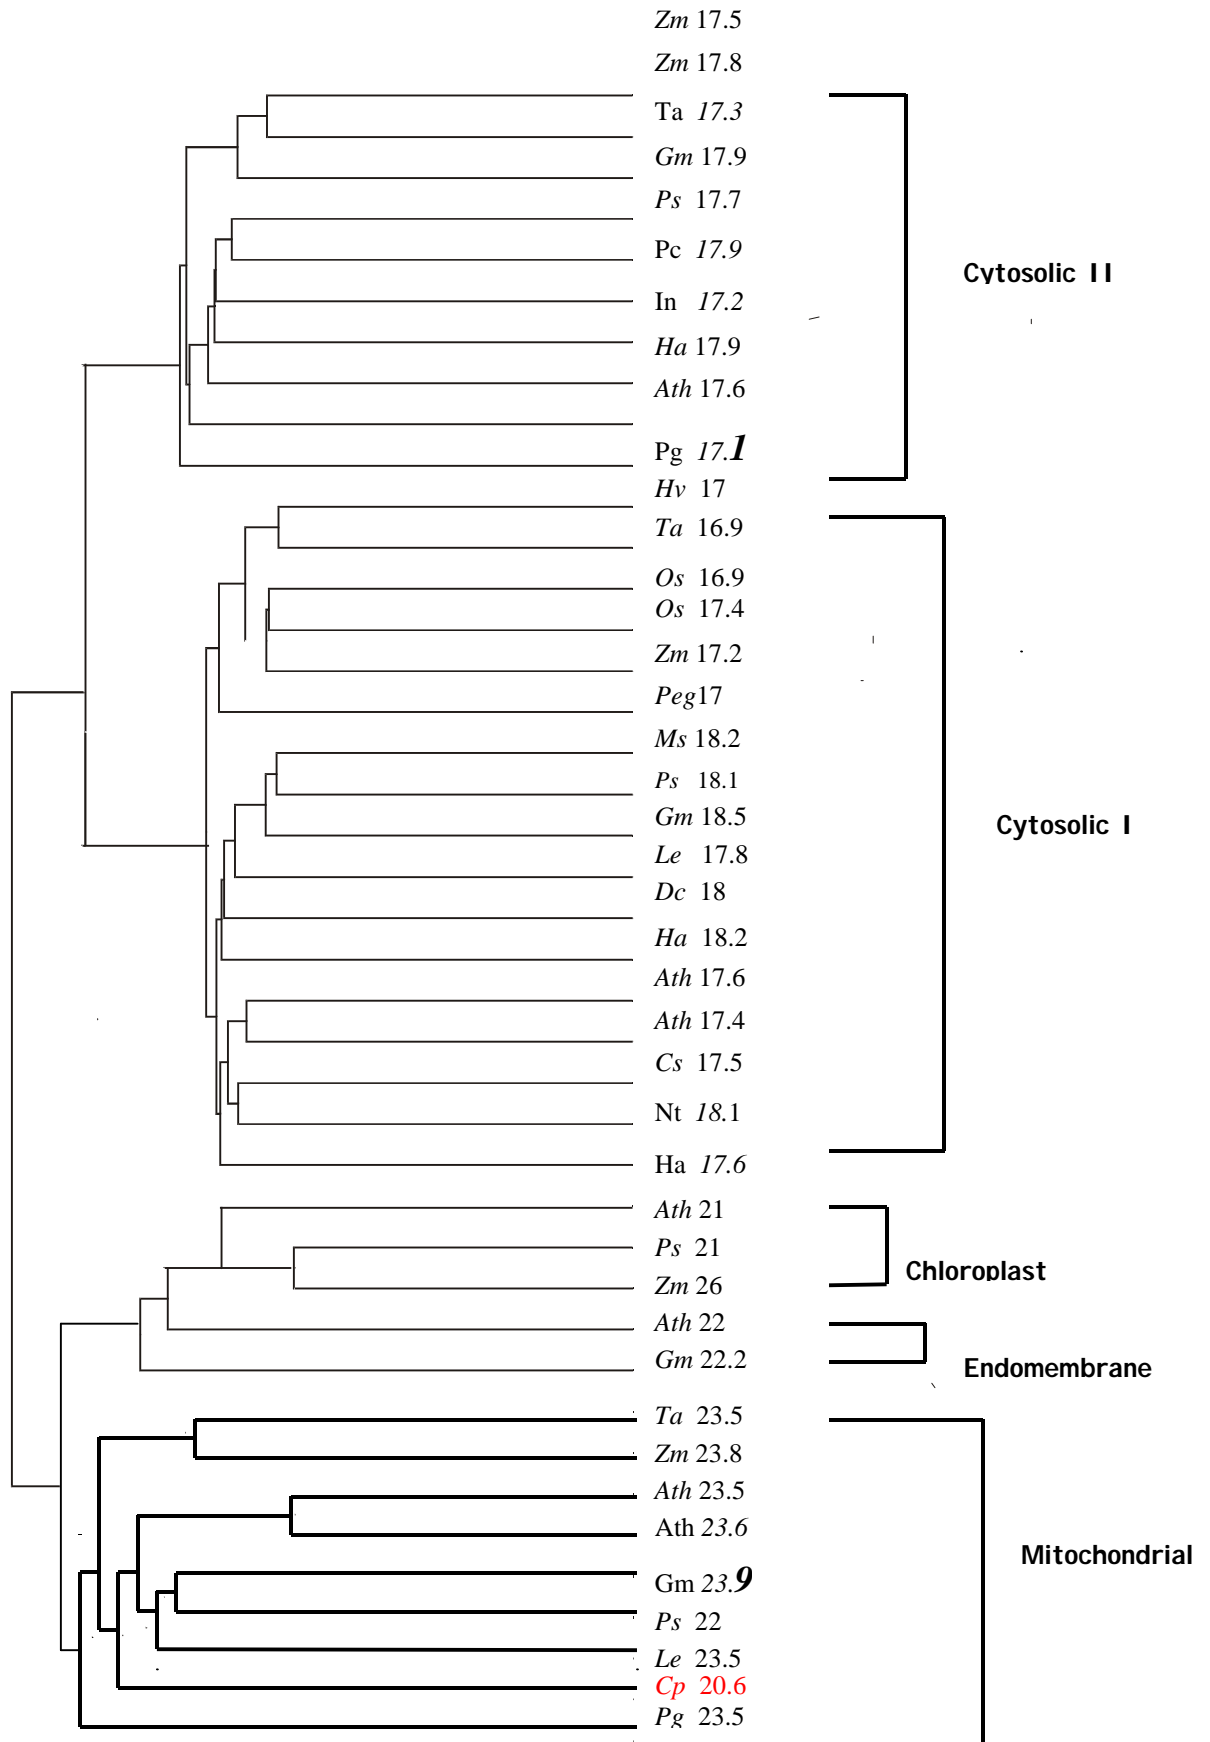 Zm 17.5
Zm 17.8
Ta 17.3
Gm 17.9
Ps 17.7
Pc 17.9
In 17.2
Ha 17.9
Ath 17.6
Pg 17.1
Hv 17
Ta 16.9
Os 16.9
Os 17.4
Zm 17.2
Peg17
Ms 18.2
Ps 18.1
Gm 18.5
Le 17.8
Dc 18
Ha 18.2
Ath 17.6
Ath 17.4
Cs 17.5
Nt 18.1
Ha 17.6
Ath 21
Ps 21
Zm 26
Ath 22
Gm 22.2
Ta 23.5
Zm 23.8
Ath 23.5
Ath 23.6
Gm 23.9
Ps 22
Le 23.5
Cp 20.6
Pg 23.5
Cytosolic II
Cytosolic I
Chloroplast
Endomembrane
Mitochondrial